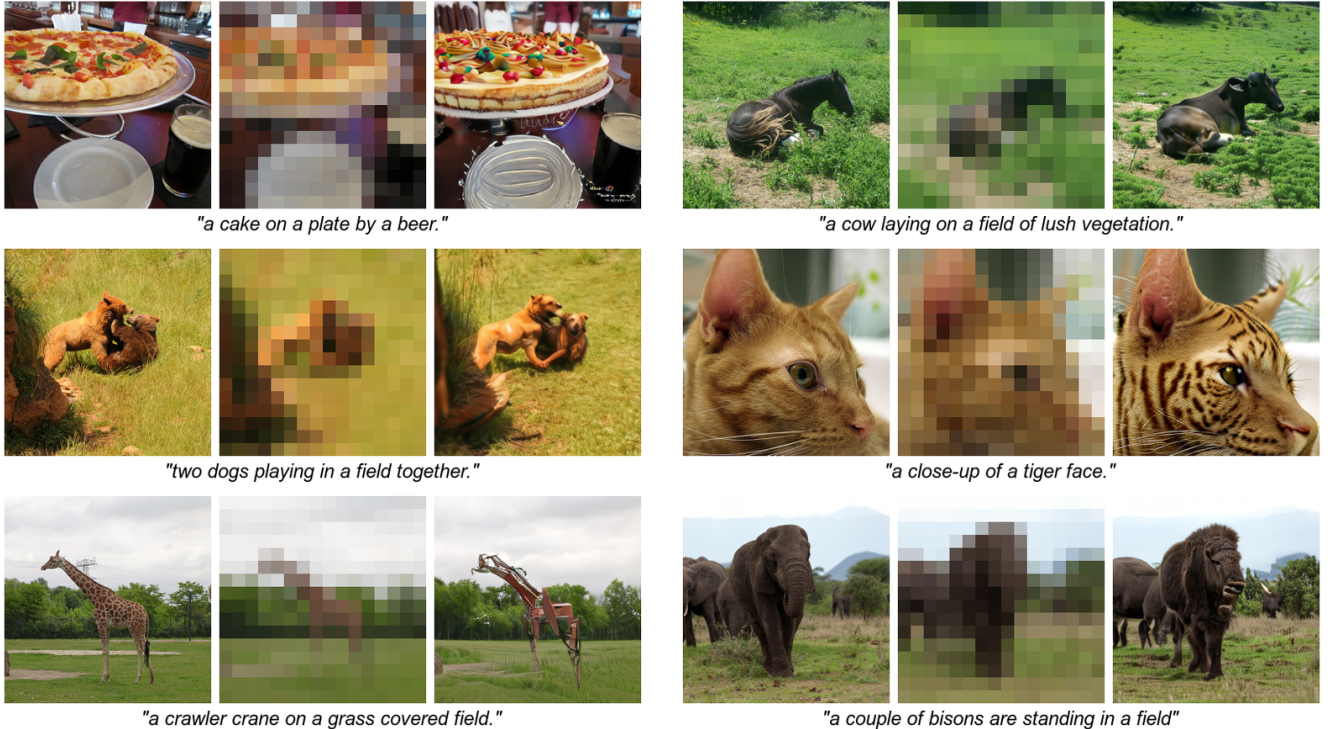 "a cake on a plate by a beer."
"a cow laying on a field of lush vegetation."
"two dogs playing in a field together."
"a close-up of a tiger face."
"a crawler crane on a grass covered field."
"a couple of bisons are standing in a field"